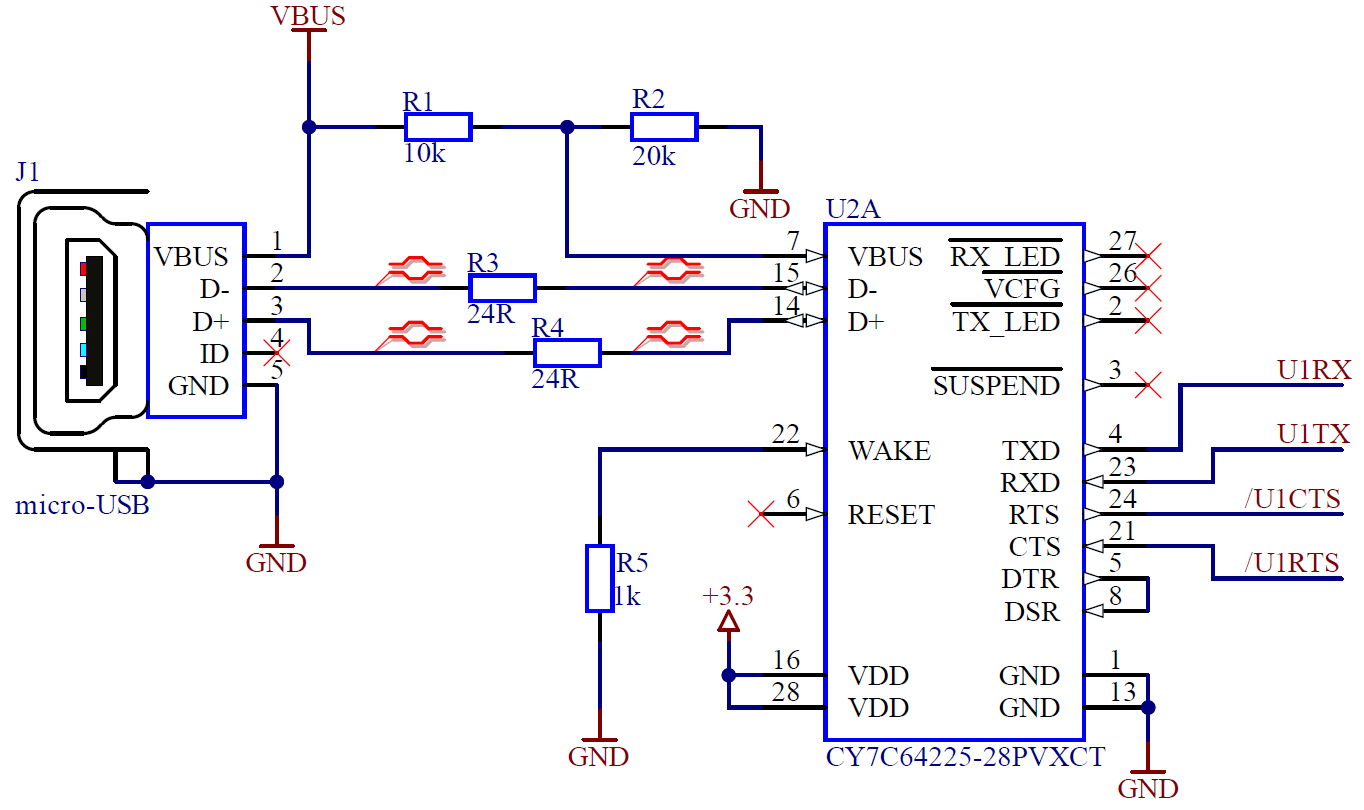 VBUS
R1
10k
R2
20k
GND
J1
VBUS 1
D- 2
D+ 3
ID 4
GND 5
micro-USB
GND
R3
24R
R4
24R
R5
1k
GND
+3.3
U2A
7 VBUS
15 D-
14 D+
22 WAKE
6 RESET
16 VDD
28 VDD
RX_LED 27
VCFG 26
TX_LED 2
SUSPEND 3
TXD 4
RXD 23
RTS 24
CTS 21
DTR 5
DSR 8
GND 1
GND 13
U1RX
U1TX
/U1CTS
/U1RTS
CY7C64225-28PVXCT
GND